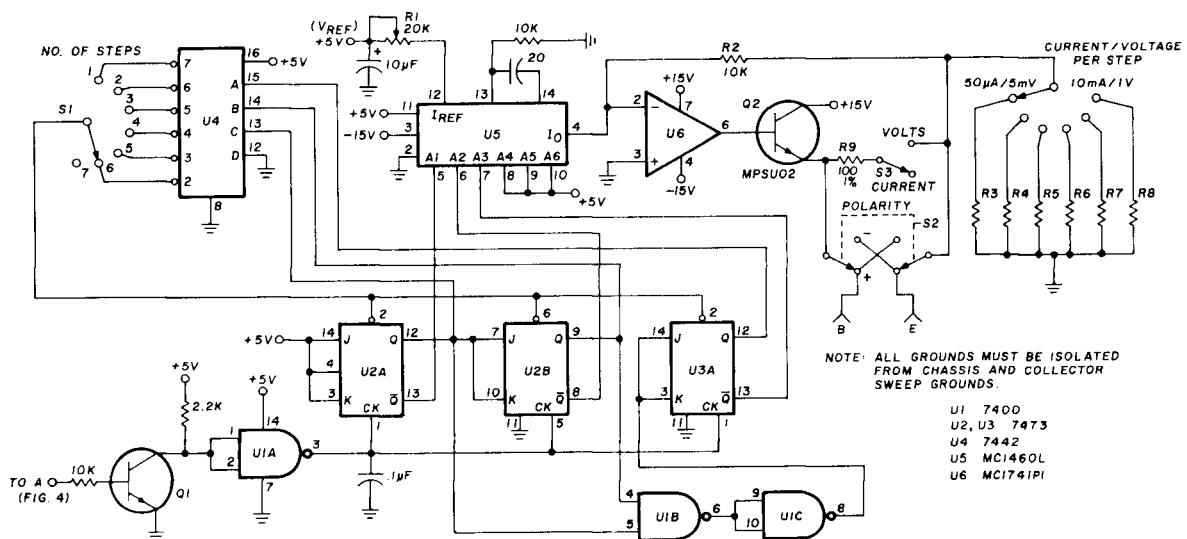 NO. OF STEPS
1
2
3
4
5
6
7
S1
7
6
5
4
3
2
U4
16
+5V
15
A
14
B
13
C
12
D
8
(VREF)
+5V
R1
20K
+
10µF
10K
20
12
13
14
+5V
11
IREF
-15V
3
2
U5
IO
4
A1 A2 A3 A4 A5 A6
5 6 7 8 9 10
+5V
R2
10K
+15V
2
-
7
U6
6
3
+
4
-15V
Q2
+15V
MPSU02
VOLTS
R9
100
1%
S3
CURRENT
POLARITY
S2
-
+
B
E
CURRENT/VOLTAGE
PER STEP
50µA/5mV
10mA/1V
R3
R4
R5
R6
R7
R8
NOTE: ALL GROUNDS MUST BE ISOLATED
FROM CHASSIS AND COLLECTOR
SWEEP GROUNDS.
U1 7400
U2, U3 7473
U4 7442
U5 MC1460L
U6 MC1741P1
+5V
14
J
2
Q
12
4
U2A
3
K
Q
13
CK
1
7
J
6
Q
9
U2B
10
K
Q
8
11
CK
5
14
J
2
Q
12
U3A
3
K
Q
13
11
CK
1
+5V
2.2K
14
1
2
U1A
3
7
.1µF
TO A
(FIG. 4)
10K
Q1
4
5
U1B
6
9
10
U1C
8